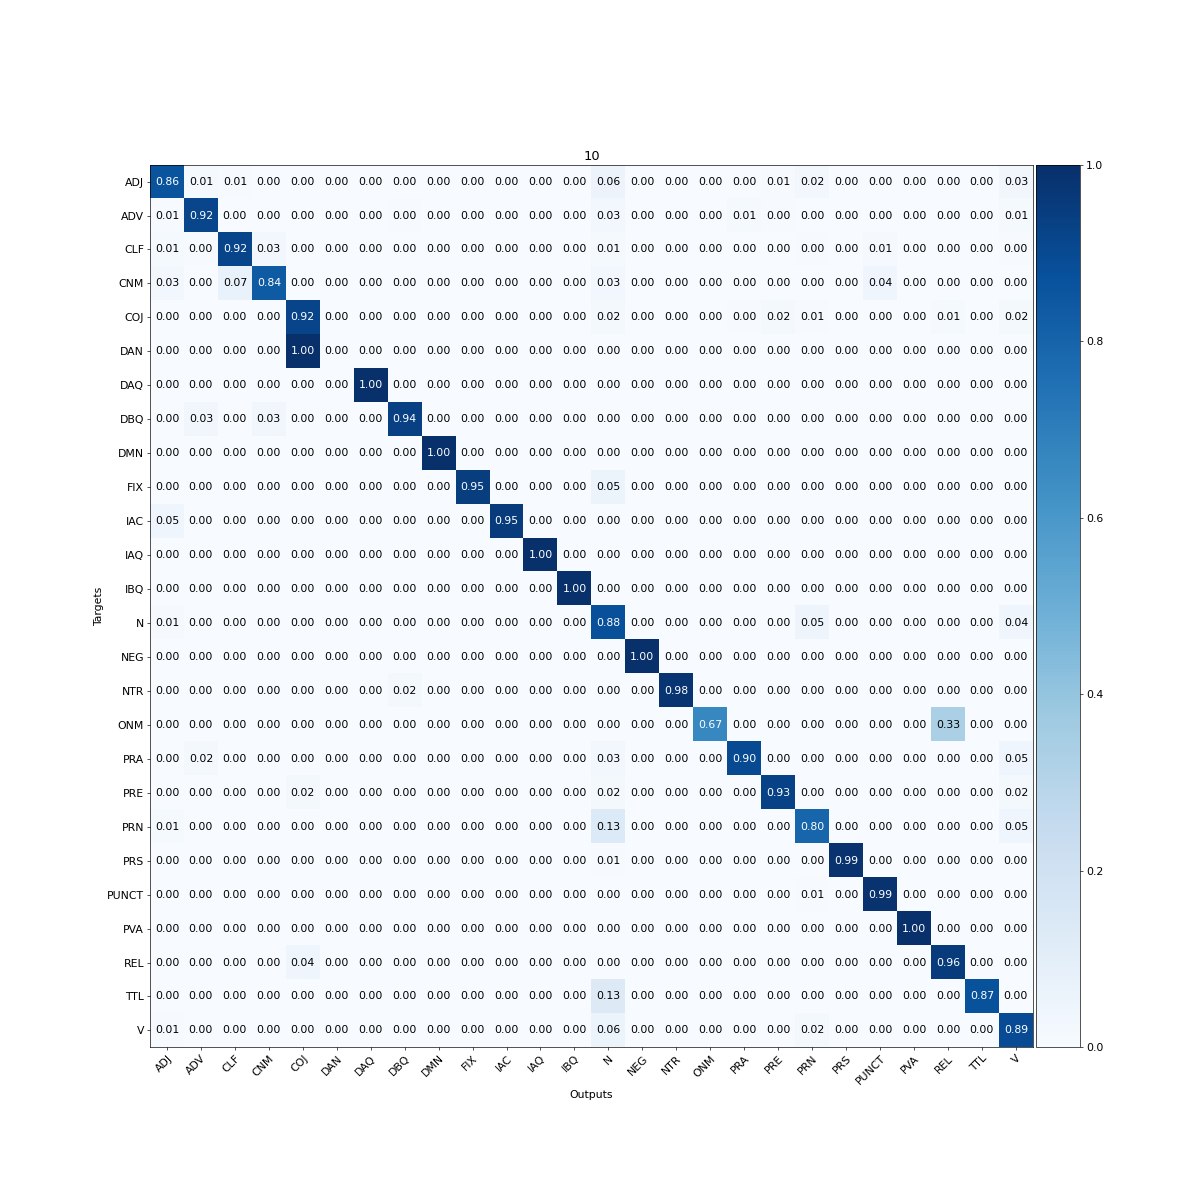 10
ADJ 0.86 0.01 0.01 0.00 0.00 0.00 0.00 0.00 0.00 0.00 0.00 0.00 0.00 0.06 0.00 0.00 0.00 0.00 0.01 0.02 0.00 0.00 0.00 0.00 0.00 0.03
ADV 0.01 0.92 0.00 0.00 0.00 0.00 0.00 0.00 0.00 0.00 0.00 0.00 0.00 0.03 0.00 0.00 0.00 0.01 0.00 0.00 0.00 0.00 0.00 0.00 0.00 0.01
CLF 0.01 0.00 0.92 0.03 0.00 0.00 0.00 0.00 0.00 0.00 0.00 0.00 0.00 0.01 0.00 0.00 0.00 0.00 0.00 0.00 0.00 0.01 0.00 0.00 0.00 0.00
CNM 0.03 0.00 0.07 0.84 0.00 0.00 0.00 0.00 0.00 0.00 0.00 0.00 0.00 0.03 0.00 0.00 0.00 0.00 0.00 0.00 0.00 0.04 0.00 0.00 0.00 0.00
COJ 0.00 0.00 0.00 0.00 0.92 0.00 0.00 0.00 0.00 0.00 0.00 0.00 0.00 0.02 0.00 0.00 0.00 0.00 0.02 0.01 0.00 0.00 0.00 0.01 0.00 0.02
DAN 0.00 0.00 0.00 0.00 1.00 0.00 0.00 0.00 0.00 0.00 0.00 0.00 0.00 0.00 0.00 0.00 0.00 0.00 0.00 0.00 0.00 0.00 0.00 0.00 0.00 0.00
DAQ 0.00 0.00 0.00 0.00 0.00 0.00 1.00 0.00 0.00 0.00 0.00 0.00 0.00 0.00 0.00 0.00 0.00 0.00 0.00 0.00 0.00 0.00 0.00 0.00 0.00 0.00
DBQ 0.00 0.03 0.00 0.03 0.00 0.00 0.00 0.94 0.00 0.00 0.00 0.00 0.00 0.00 0.00 0.00 0.00 0.00 0.00 0.00 0.00 0.00 0.00 0.00 0.00 0.00
DMN 0.00 0.00 0.00 0.00 0.00 0.00 0.00 0.00 1.00 0.00 0.00 0.00 0.00 0.00 0.00 0.00 0.00 0.00 0.00 0.00 0.00 0.00 0.00 0.00 0.00 0.00
FIX 0.00 0.00 0.00 0.00 0.00 0.00 0.00 0.00 0.00 0.95 0.00 0.00 0.00 0.05 0.00 0.00 0.00 0.00 0.00 0.00 0.00 0.00 0.00 0.00 0.00 0.00
IAC 0.05 0.00 0.00 0.00 0.00 0.00 0.00 0.00 0.00 0.00 0.95 0.00 0.00 0.00 0.00 0.00 0.00 0.00 0.00 0.00 0.00 0.00 0.00 0.00 0.00 0.00
IAQ 0.00 0.00 0.00 0.00 0.00 0.00 0.00 0.00 0.00 0.00 0.00 1.00 0.00 0.00 0.00 0.00 0.00 0.00 0.00 0.00 0.00 0.00 0.00 0.00 0.00 0.00
IBQ 0.00 0.00 0.00 0.00 0.00 0.00 0.00 0.00 0.00 0.00 0.00 0.00 1.00 0.00 0.00 0.00 0.00 0.00 0.00 0.00 0.00 0.00 0.00 0.00 0.00 0.00
N 0.01 0.00 0.00 0.00 0.00 0.00 0.00 0.00 0.00 0.00 0.00 0.00 0.00 0.88 0.00 0.00 0.00 0.00 0.00 0.05 0.00 0.00 0.00 0.00 0.00 0.04
NEG 0.00 0.00 0.00 0.00 0.00 0.00 0.00 0.00 0.00 0.00 0.00 0.00 0.00 0.00 1.00 0.00 0.00 0.00 0.00 0.00 0.00 0.00 0.00 0.00 0.00 0.00
NTR 0.00 0.00 0.00 0.00 0.00 0.00 0.00 0.02 0.00 0.00 0.00 0.00 0.00 0.00 0.00 0.98 0.00 0.00 0.00 0.00 0.00 0.00 0.00 0.00 0.00 0.00
ONM 0.00 0.00 0.00 0.00 0.00 0.00 0.00 0.00 0.00 0.00 0.00 0.00 0.00 0.00 0.00 0.00 0.67 0.00 0.00 0.00 0.00 0.00 0.00 0.33 0.00 0.00
PRA 0.00 0.02 0.00 0.00 0.00 0.00 0.00 0.00 0.00 0.00 0.00 0.00 0.00 0.03 0.00 0.00 0.00 0.90 0.00 0.00 0.00 0.00 0.00 0.00 0.00 0.05
PRE 0.00 0.00 0.00 0.00 0.02 0.00 0.00 0.00 0.00 0.00 0.00 0.00 0.00 0.02 0.00 0.00 0.00 0.00 0.93 0.00 0.00 0.00 0.00 0.00 0.00 0.02
PRN 0.01 0.00 0.00 0.00 0.00 0.00 0.00 0.00 0.00 0.00 0.00 0.00 0.00 0.13 0.00 0.00 0.00 0.00 0.00 0.80 0.00 0.00 0.00 0.00 0.00 0.05
PRS 0.00 0.00 0.00 0.00 0.00 0.00 0.00 0.00 0.00 0.00 0.00 0.00 0.00 0.01 0.00 0.00 0.00 0.00 0.00 0.00 0.99 0.00 0.00 0.00 0.00 0.00
PUNCT 0.00 0.00 0.00 0.00 0.00 0.00 0.00 0.00 0.00 0.00 0.00 0.00 0.00 0.00 0.00 0.00 0.00 0.00 0.00 0.01 0.00 0.99 0.00 0.00 0.00 0.00
PVA 0.00 0.00 0.00 0.00 0.00 0.00 0.00 0.00 0.00 0.00 0.00 0.00 0.00 0.00 0.00 0.00 0.00 0.00 0.00 0.00 0.00 0.00 1.00 0.00 0.00 0.00
REL 0.00 0.00 0.00 0.00 0.04 0.00 0.00 0.00 0.00 0.00 0.00 0.00 0.00 0.00 0.00 0.00 0.00 0.00 0.00 0.00 0.00 0.00 0.00 0.96 0.00 0.00
TTL 0.00 0.00 0.00 0.00 0.00 0.00 0.00 0.00 0.00 0.00 0.00 0.00 0.00 0.13 0.00 0.00 0.00 0.00 0.00 0.00 0.00 0.00 0.00 0.00 0.87 0.00
V 0.01 0.00 0.00 0.00 0.00 0.00 0.00 0.00 0.00 0.00 0.00 0.00 0.00 0.06 0.00 0.00 0.00 0.00 0.00 0.02 0.00 0.00 0.00 0.00 0.00 0.89
ADJ ADV CLF CNM COJ DAN DAQ DBQ DMN FIX IAC IAQ IBQ N NEG NTR ONM PRA PRE PRN PRS PUNCT PVA REL TTL V
Outputs
Targets
1.0
0.8
0.6
0.4
0.2
0.0